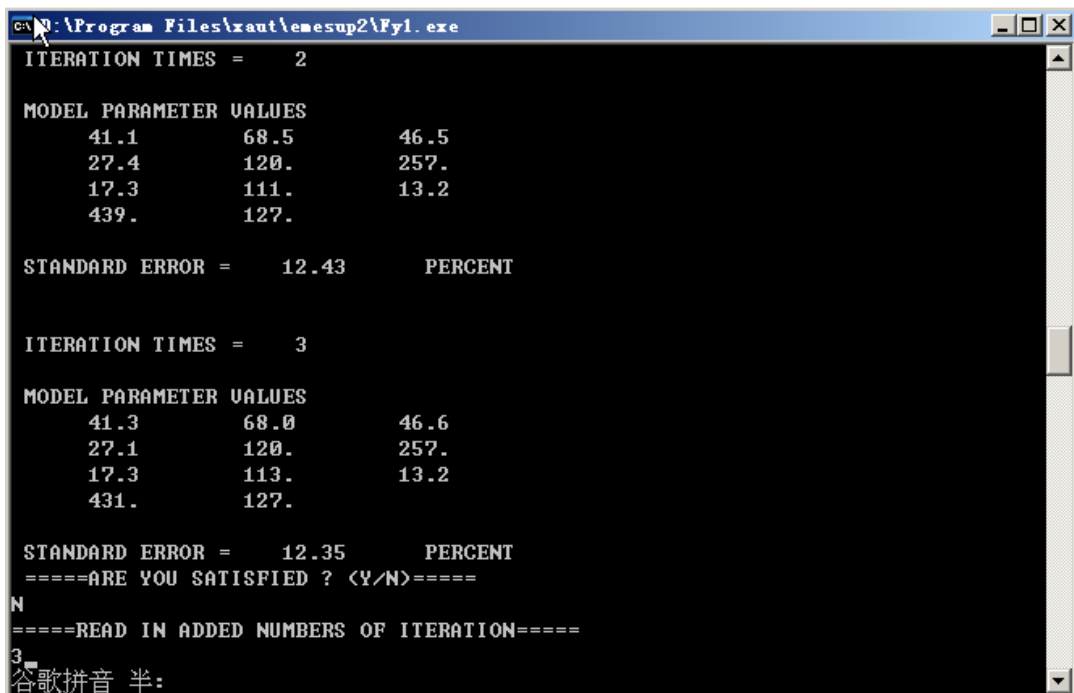 D:\Program Files\xaut\emesup2\Fy1.exe
ITERATION TIMES =    2
MODEL PARAMETER VALUES
41.1    68.5    46.5
27.4    120.    257.
17.3    111.    13.2
439.    127.
STANDARD ERROR =    12.43    PERCENT
ITERATION TIMES =    3
MODEL PARAMETER VALUES
41.3    68.0    46.6
27.1    120.    257.
17.3    113.    13.2
431.    127.
STANDARD ERROR =    12.35    PERCENT
=====ARE YOU SATISFIED ? (Y/N)=====
N
=====READ IN ADDED NUMBERS OF ITERATION=====
3_
谷歌拼音 半: